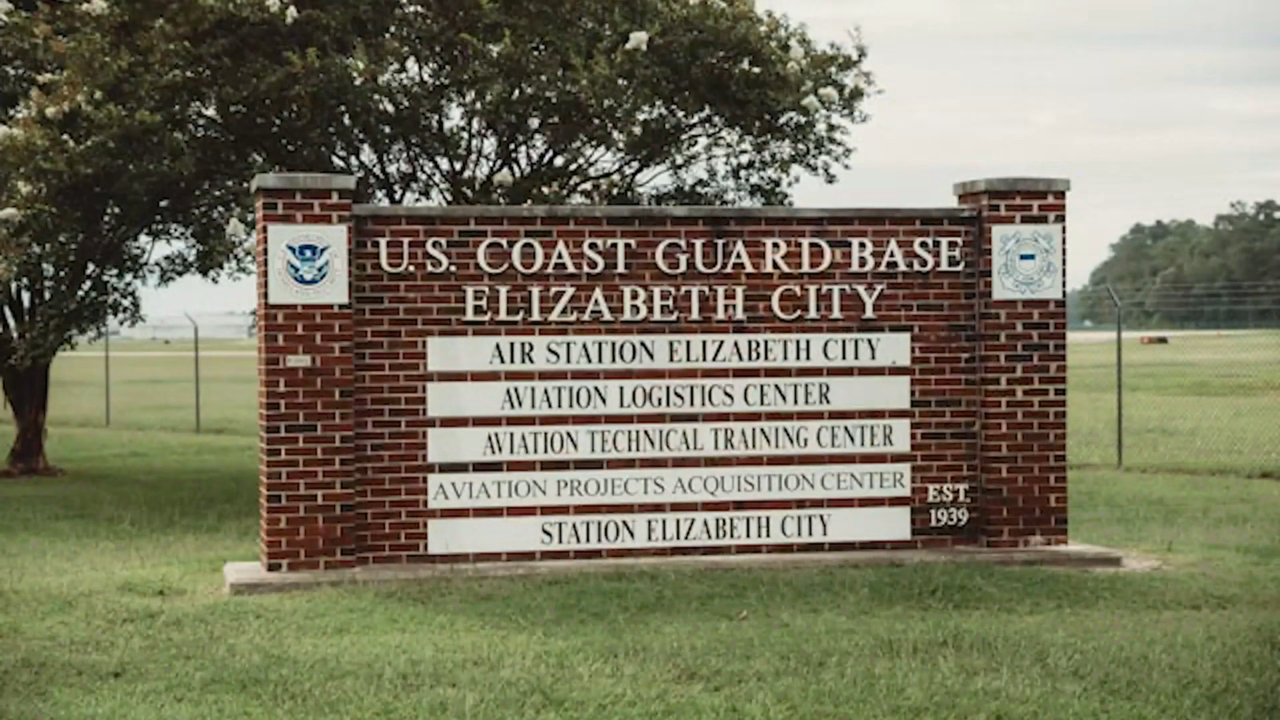 U.S. COAST GUARD BASE
ELIZABETH CITY
AIR STATION ELIZABETH CITY
AVIATION LOGISTICS CENTER
AVIATION TECHNICAL TRAINING CENTER
AVIATION PROJECTS ACQUISITION CENTER
STATION ELIZABETH CITY
EST.
1939